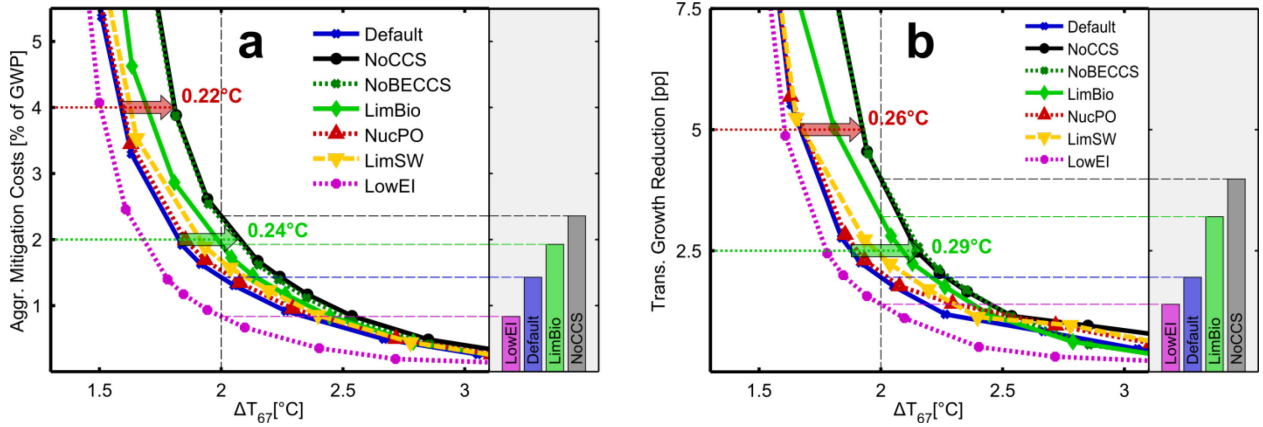 a
Aggr. Mitigation Costs [% of GWP]
5
4
3
2
1
1.5
2
2.5
3
ΔT67[°C]
0.22°C
0.24°C
Default
NoCCS
NoBECCS
LimBio
NucPO
LimSW
LowEI
LowEI
Default
LimBio
NoCCS
b
Trans. Growth Reduction [pp]
7.5
5
2.5
1.5
2
2.5
3
ΔT67[°C]
0.26°C
0.29°C
Default
NoCCS
NoBECCS
LimBio
NucPO
LimSW
LowEI
LowEI
Default
LimBio
NoCCS